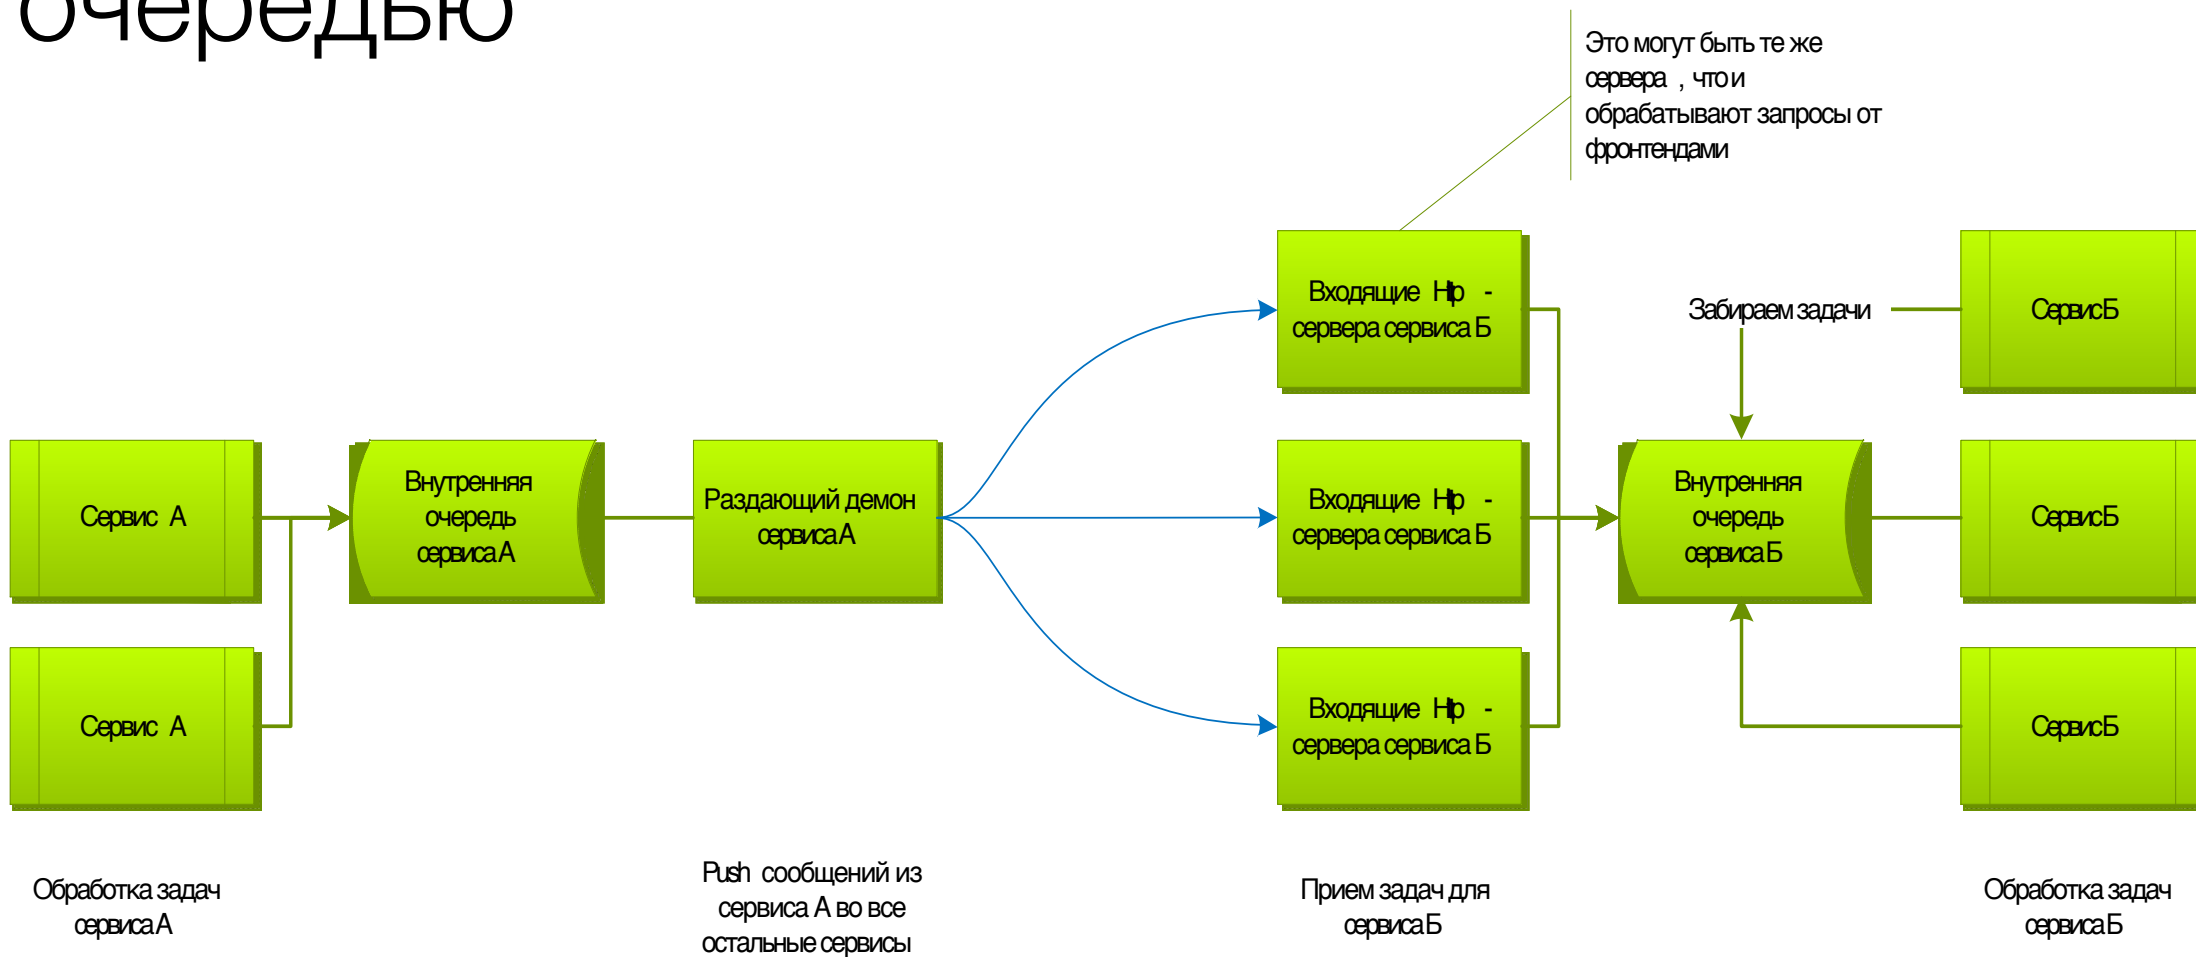 очередью
Это могут быть те же
сервера , что и
обрабатывают запросы от
фронтендами
Входящие Http -
сервера сервиса Б
Забираем задачи
Сервис Б
Сервис А
Внутренняя
очередь
сервиса А
Раздающий демон
сервиса А
Входящие Http -
сервера сервиса Б
Внутренняя
очередь
сервиса Б
Сервис Б
Сервис А
Входящие Http -
сервера сервиса Б
Сервис Б
Обработка задач
сервиса А
Push сообщений из
сервиса А во все
остальные сервисы
Прием задач для
сервиса Б
Обработка задач
сервиса Б